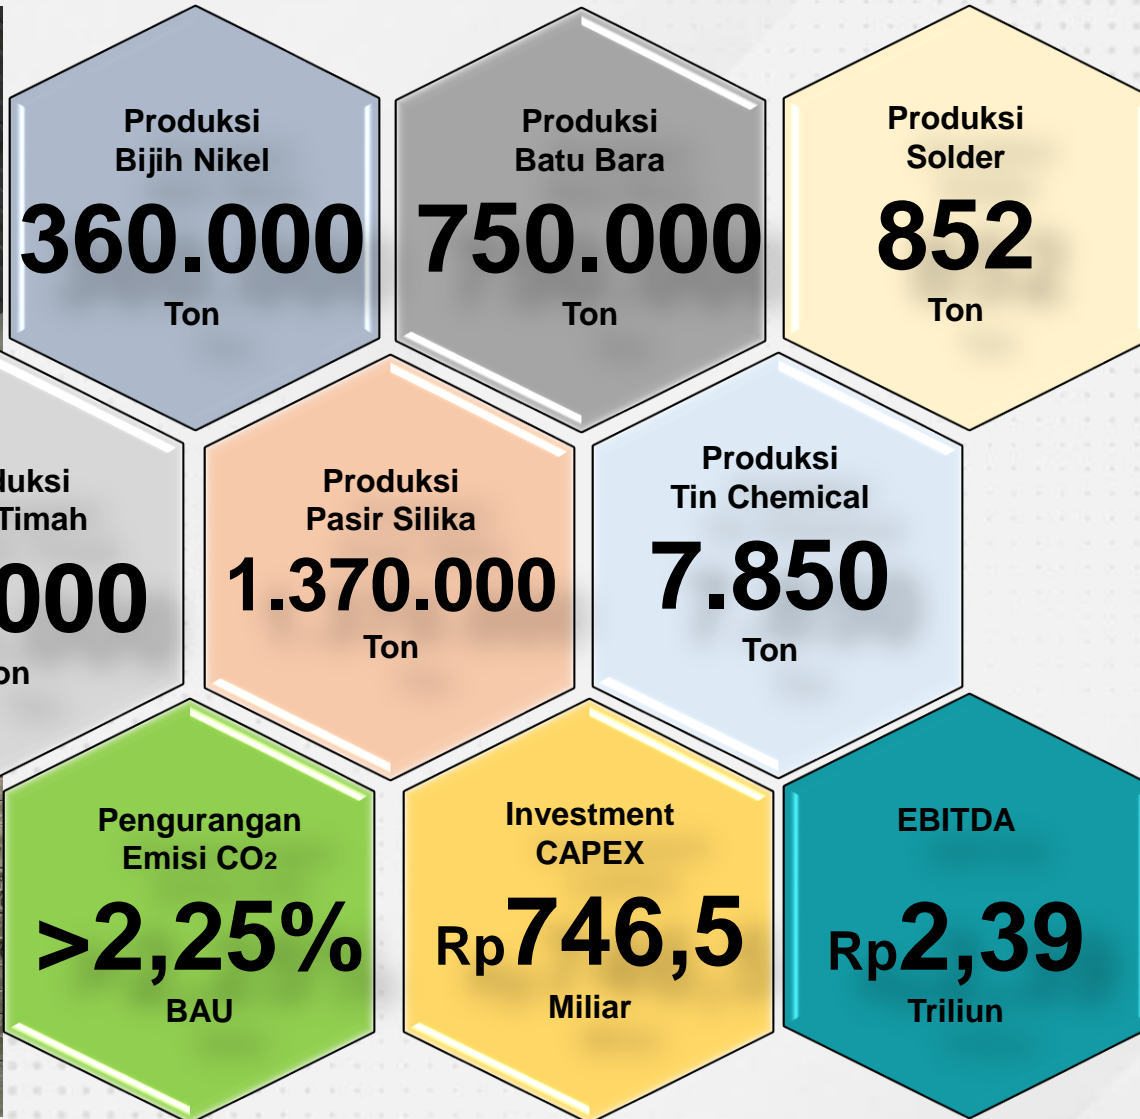 Produksi
Bijih Nikel
360.000
Ton
Produksi
Batu Bara
750.000
Ton
Produksi
Solder
852
Ton
Timah
Produksi
Pasir Silika
1.370.000
Ton
Produksi
Tin Chemical
7.850
Ton
Pengurangan
Emisi CO2
>2,25%
BAU
Investment
CAPEX
Rp746,5
Miliar
EBITDA
Rp2,39
Triliun